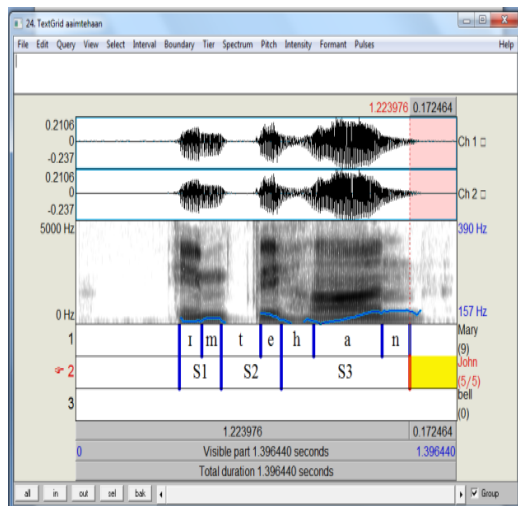 24. TextGrid aaimtehaan
File Edit Query View Select Interval Boundary Tier Spectrum Pitch Intensity Formant Pulses Help
1.223976 0.172464
0.2106
0
-0.237
Ch 1
0.2106
0
-0.237
Ch 2
5000 Hz
390 Hz
0 Hz
157 Hz
1 ɪ m t e h a n Mary
(9)
2 S1 S2 S3 John
(5/5)
3 bell
(0)
1.223976 0.172464
0 Visible part 1.396440 seconds 1.396440
Total duration 1.396440 seconds
all in out sel bak Group